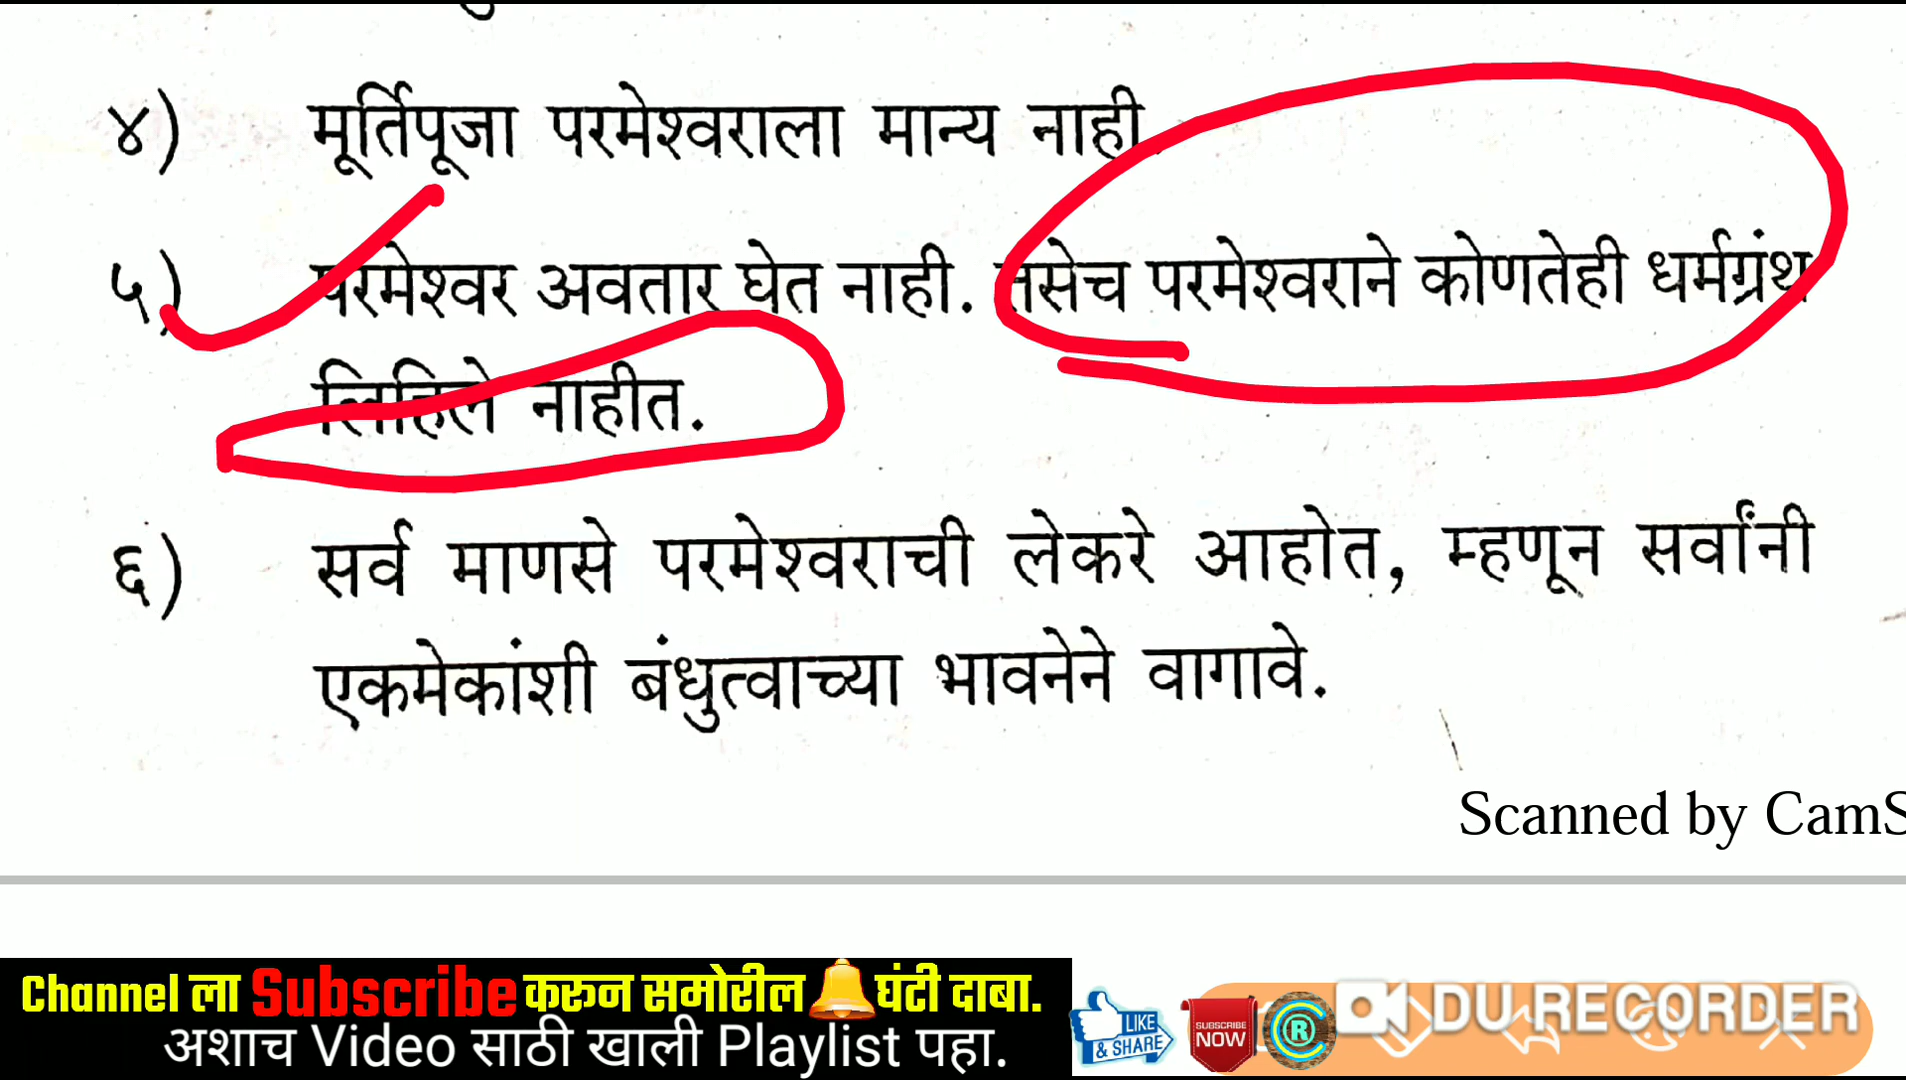 ४) मूर्तिपूजा परमेश्वराला मान्य नाही
५) परमेश्वर अवतार घेत नाही. तसेच परमेश्वराने कोणतेही धर्मग्रंथ
लिहिले नाहीत.
६) सर्व माणसे परमेश्वराची लेकरे आहोत, म्हणून सर्वांनी
एकमेकांशी बंधुत्वाच्या भावनेने वागावे.
Scanned by CamS
Channel ला Subscribe करून समोरील घंटी दाबा.
अशाच Video साठी खाली Playlist पहा.
LIKE
& SHARE
SUBSCRIBE
NOW
R
DU RECORDER